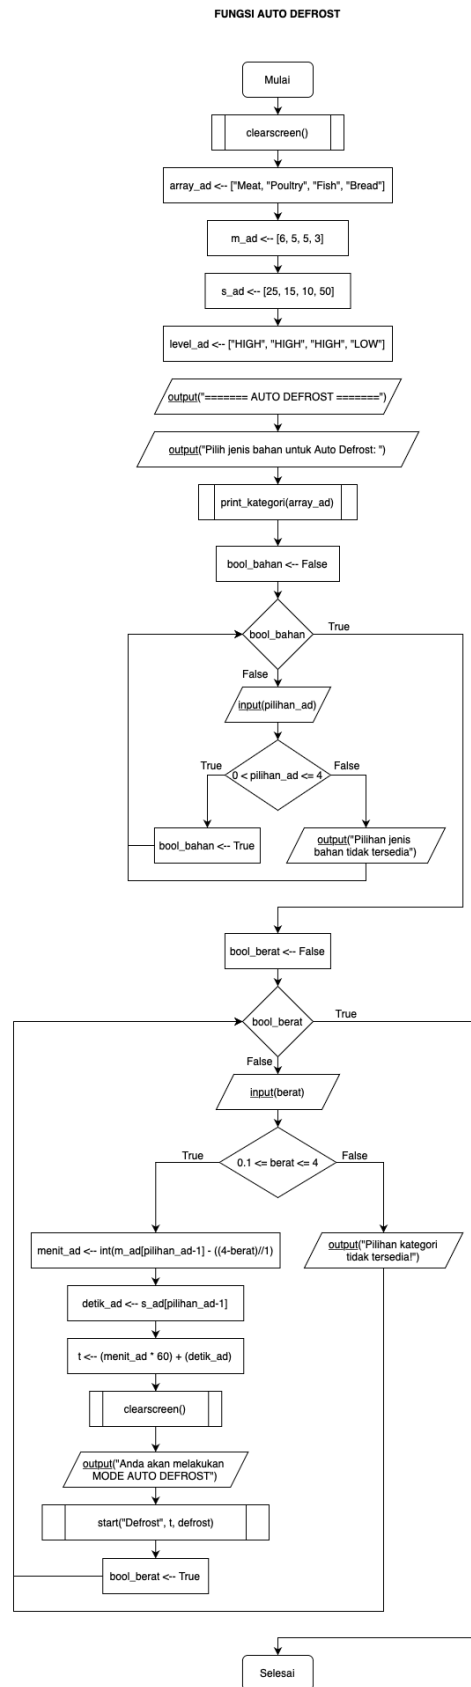 FUNGSI AUTO DEFROST
Mulai
clearscreen()
array_ad <-- ["Meat, "Poultry", "Fish", "Bread"]
m_ad <-- [6, 5, 5, 3]
s_ad <-- [25, 15, 10, 50]
level_ad <-- ["HIGH", "HIGH", "HIGH", "LOW"]
output("======= AUTO DEFROST =======")
output("Pilih jenis bahan untuk Auto Defrost: ")
print_kategori(array_ad)
bool_bahan <-- False
bool_bahan
True
False
input(pilihan_ad)
0 < pilihan_ad <= 4
True
False
bool_bahan <-- True
output("Pilihan jenis
bahan tidak tersedia")
bool_berat <-- False
bool_berat
True
False
input(berat)
0.1 <= berat <= 4
True
False
menit_ad <-- int(m_ad[pilihan_ad-1] - ((4-berat)//1)
output("Pilihan kategori
tidak tersedia!")
detik_ad <-- s_ad[pilihan_ad-1]
t <-- (menit_ad * 60) + (detik_ad)
clearscreen()
output("Anda akan melakukan
MODE AUTO DEFROST")
start("Defrost", t, defrost)
bool_berat <-- True
Selesai